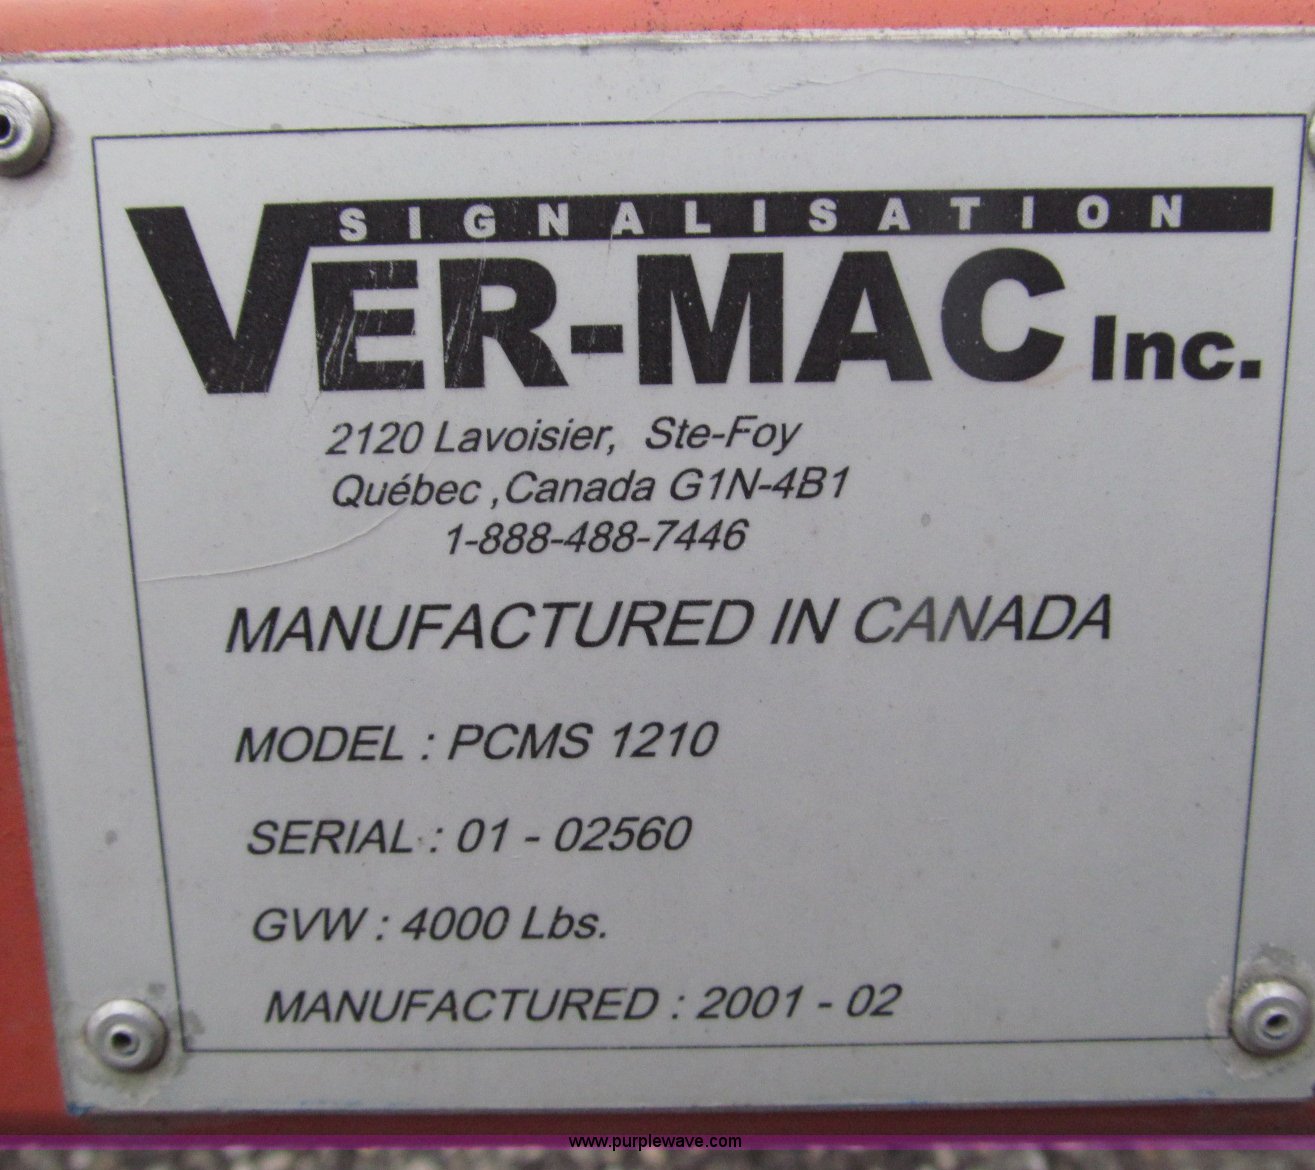 SIGNALISATION
VER-MAC Inc.
2120 Lavoisier, Ste-Foy
Québec ,Canada G1N-4B1
1-888-488-7446
MANUFACTURED IN CANADA
MODEL : PCMS 1210
SERIAL : 01 - 02560
GVW : 4000 Lbs.
MANUFACTURED : 2001 - 02
www.purplewave.com